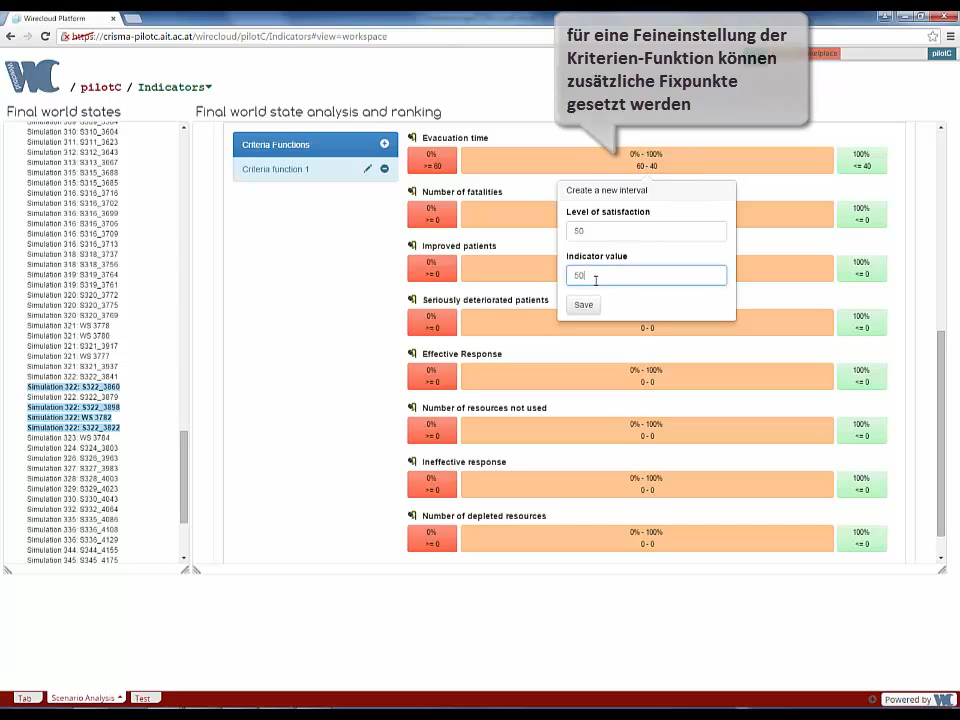 Wirecloud Platform
https://crisma-pilotc.ait.ac.at/wirecloud/pilotC/Indicators#view=workspace
für eine Feineinstellung der
Kriterien-Funktion können
zusätzliche Fixpunkte
gesetzt werden
pilotC
/ pilotC / Indicators
Final world states
Final world state analysis and ranking
Simulation 310: S310_3604
Simulation 311: S311_3623
Simulation 312: S312_3643
Simulation 313: S313_3667
Simulation 315: S315_3688
Simulation 315: S315_3685
Simulation 316: S316_3716
Simulation 316: S316_3702
Simulation 316: S316_3699
Simulation 316: S316_3706
Simulation 316: S316_3709
Simulation 316: S316_3713
Simulation 318: S318_3737
Simulation 318: S318_3756
Simulation 319: S319_3764
Simulation 319: S319_3761
Simulation 320: S320_3772
Simulation 320: S320_3775
Simulation 320: S320_3769
Simulation 321: WS 3778
Simulation 321: WS 3780
Simulation 321: S321_3917
Simulation 321: WS 3777
Simulation 321: S321_3937
Simulation 322: S322_3841
Simulation 322: S322_3860
Simulation 322: S322_3879
Simulation 322: S322_3898
Simulation 322: WS 3782
Simulation 322: S322_3822
Simulation 323: WS 3784
Simulation 324: S324_3803
Simulation 326: S326_3963
Simulation 327: S327_3983
Simulation 328: S328_4003
Simulation 329: S329_4023
Simulation 330: S330_4043
Simulation 332: S332_4064
Simulation 335: S335_4086
Simulation 336: S336_4108
Simulation 336: S336_4129
Simulation 344: S344_4155
Simulation 345: S345_4175
Criteria Functions
Criteria function 1
Evacuation time
0% 0% - 100% 100%
>= 60 60 - 40 <= 40
Number of fatalities
0% 100%
>= 0 <= 0
Improved patients
0% 100%
>= 0 <= 0
Seriously deteriorated patients
0% 100%
>= 0 0 - 0 <= 0
Effective Response
0% 0% - 100% 100%
>= 0 0 - 0 <= 0
Number of resources not used
0% 0% - 100% 100%
>= 0 0 - 0 <= 0
Ineffective response
0% 0% - 100% 100%
>= 0 0 - 0 <= 0
Number of depleted resources
0% 0% - 100% 100%
>= 0 0 - 0 <= 0
Create a new interval
Level of satisfaction
50
Indicator value
50
Save
Tab
Scenario Analysis
Test
Powered by WC